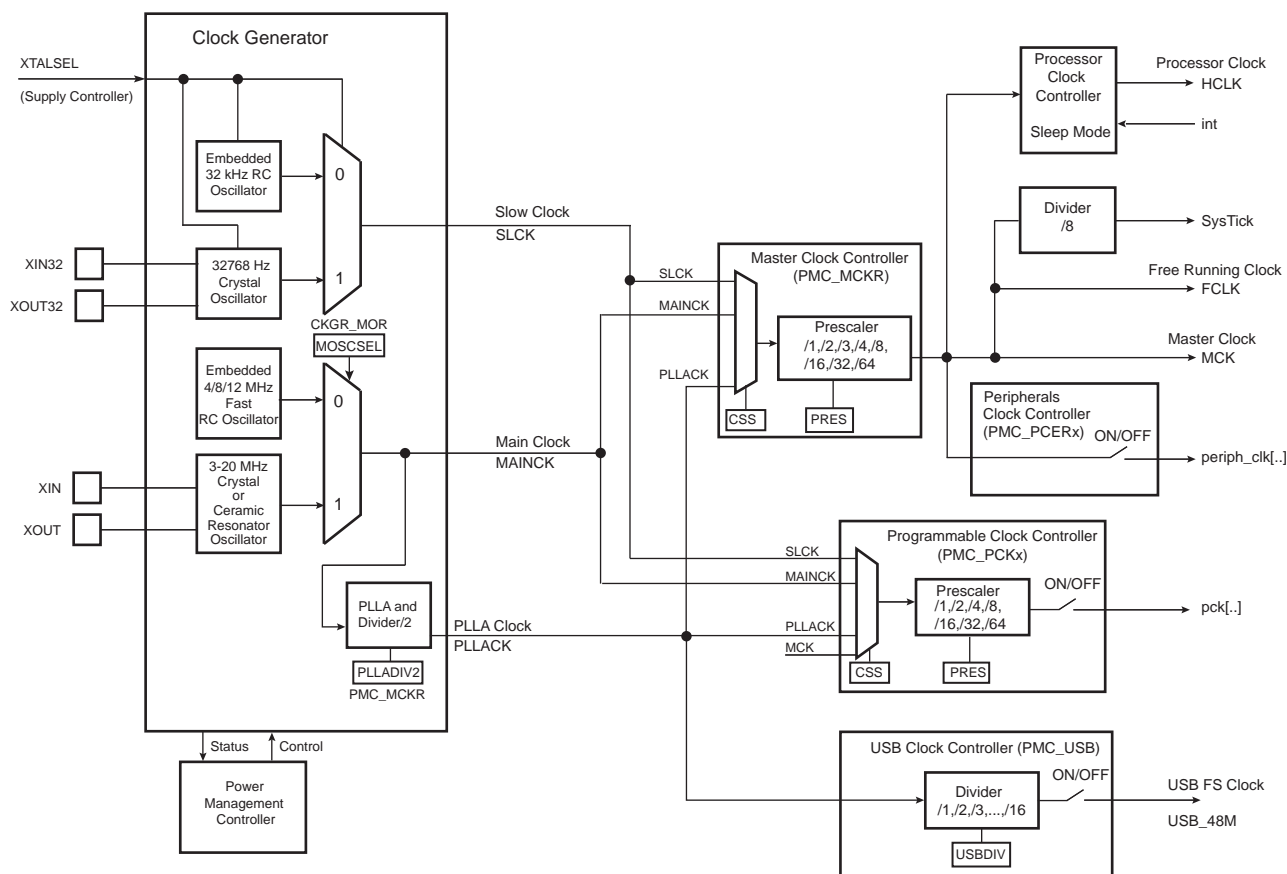 Clock Generator
XTALSEL
(Supply Controller)
Embedded
32 kHz RC
Oscillator
0
XIN32
XOUT32
32768 Hz
Crystal
Oscillator
1
CKGR_MOR
MOSCSEL
Embedded
4/8/12 MHz
Fast
RC Oscillator
0
XIN
XOUT
3-20 MHz
Crystal
or
Ceramic
Resonator
Oscillator
1
PLLA and
Divider/2
PLLADIV2
PMC_MCKR
Status
Control
Power
Management
Controller
Slow Clock
SLCK
Main Clock
MAINCK
PLLA Clock
PLLACK
Master Clock Controller
(PMC_MCKR)
SLCK
MAINCK
PLLACK
Prescaler
/1,/2,/3,/4,/8,
/16,/32,/64
CSS
PRES
Processor
Clock
Controller
Sleep Mode
Processor Clock
HCLK
int
Divider
/8
SysTick
Free Running Clock
FCLK
Master Clock
MCK
Peripherals
Clock Controller
(PMC_PCERx)
ON/OFF
periph_clk[..]
Programmable Clock Controller
(PMC_PCKx)
SLCK
MAINCK
PLLACK
MCK
Prescaler
/1,/2,/4,/8,
/16,/32,/64
ON/OFF
CSS
PRES
pck[..]
USB Clock Controller (PMC_USB)
Divider
/1,/2,/3,...,/16
ON/OFF
USBDIV
USB FS Clock
USB_48M